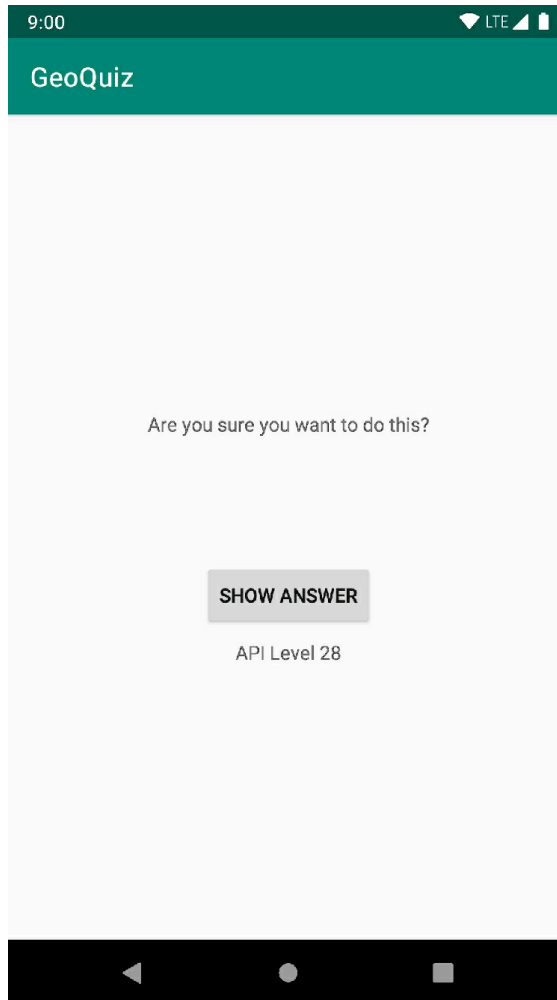 9:00
LTE
GeoQuiz
Are you sure you want to do this?
SHOW ANSWER
API Level 28